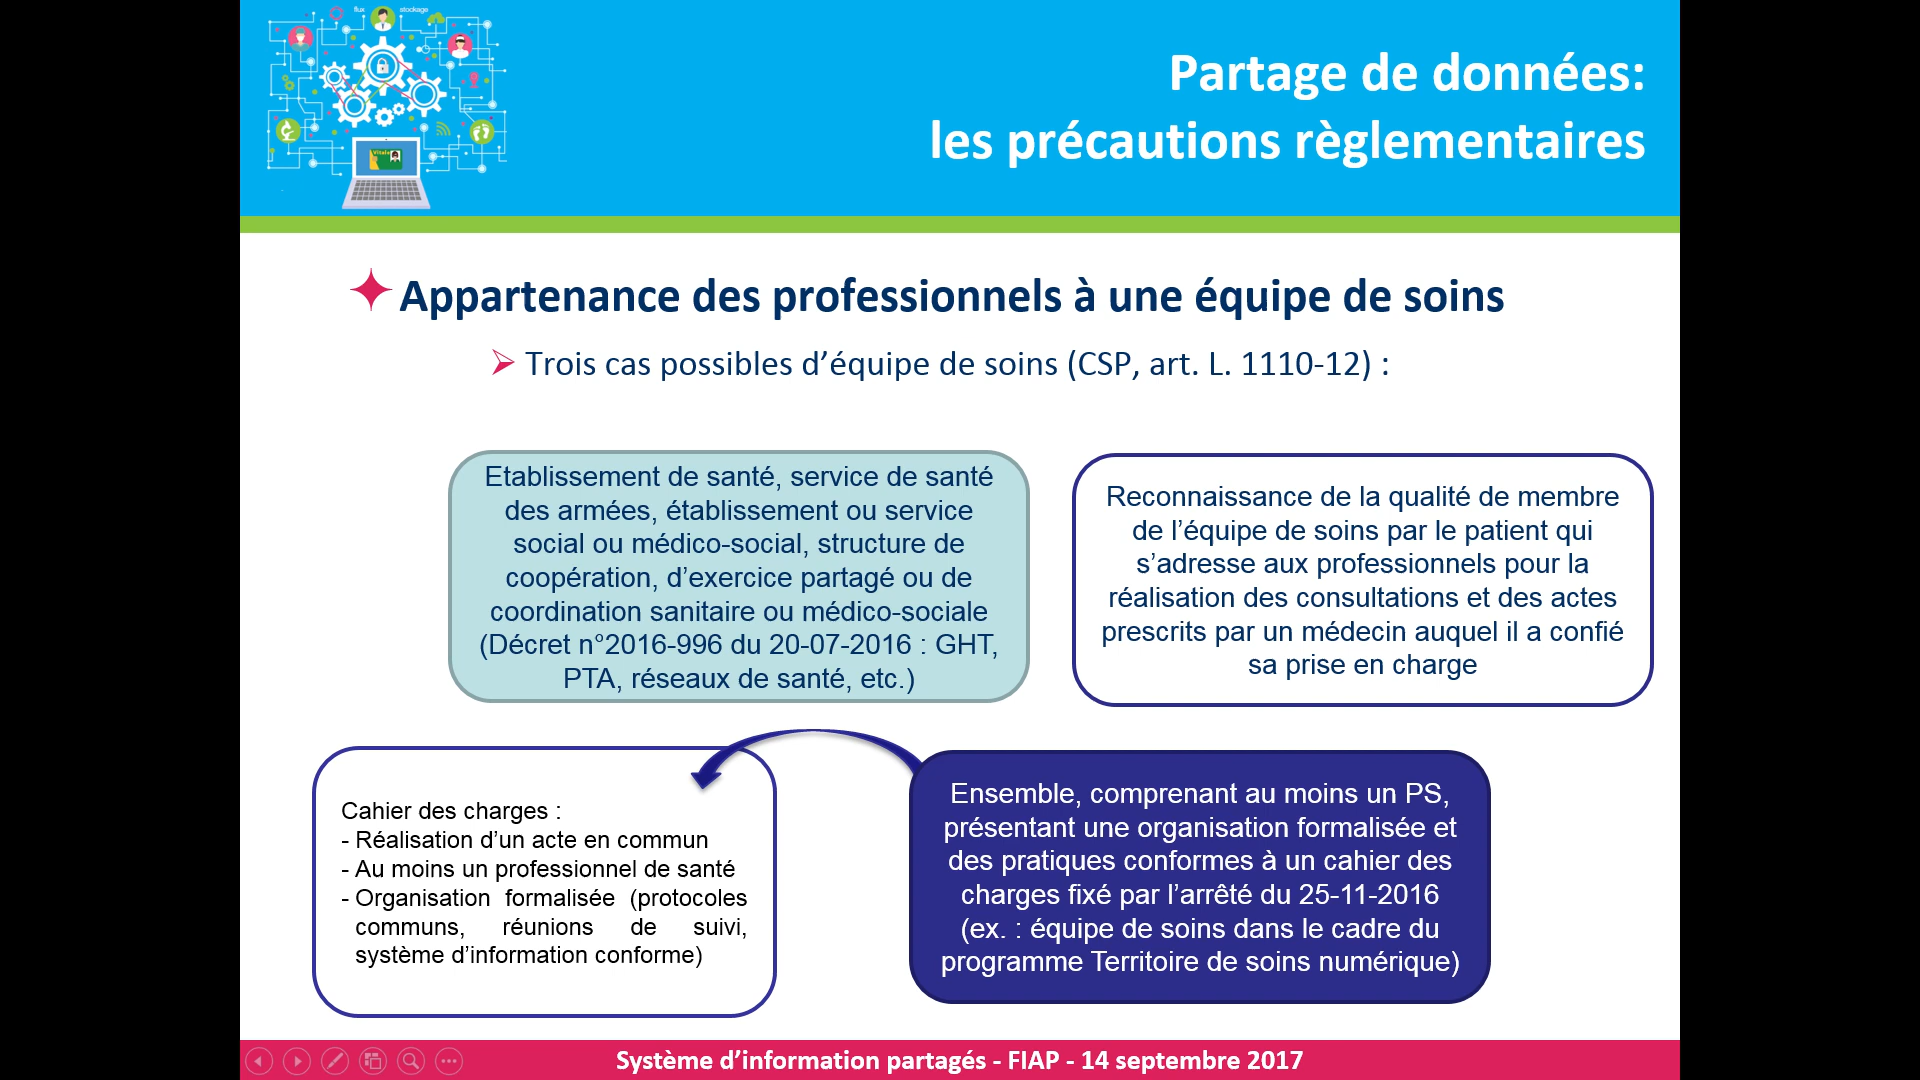 flux
stockage
Vitale
Partage de données:
les précautions règlementaires
Appartenance des professionnels à une équipe de soins
Trois cas possibles d’équipe de soins (CSP, art. L. 1110-12) :
Etablissement de santé, service de santé
des armées, établissement ou service
social ou médico-social, structure de
coopération, d’exercice partagé ou de
coordination sanitaire ou médico-sociale
(Décret n°2016-996 du 20-07-2016 : GHT,
PTA, réseaux de santé, etc.)
Reconnaissance de la qualité de membre
de l’équipe de soins par le patient qui
s’adresse aux professionnels pour la
réalisation des consultations et des actes
prescrits par un médecin auquel il a confié
sa prise en charge
Cahier des charges :
- Réalisation d’un acte en commun
- Au moins un professionnel de santé
- Organisation formalisée (protocoles
communs, réunions de suivi,
système d’information conforme)
Ensemble, comprenant au moins un PS,
présentant une organisation formalisée et
des pratiques conformes à un cahier des
charges fixé par l’arrêté du 25-11-2016
(ex. : équipe de soins dans le cadre du
programme Territoire de soins numérique)
Système d’information partagés - FIAP - 14 septembre 2017